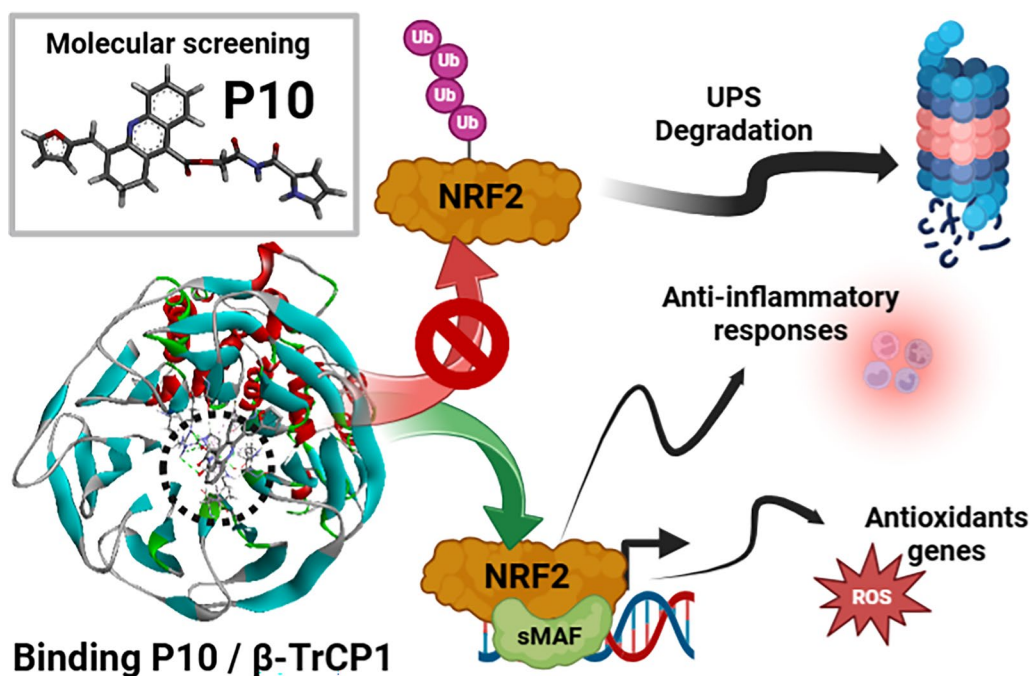 Molecular screening
P10
Ub
Ub
Ub
Ub
NRF2
UPS
Degradation
Anti-inflammatory
responses
NRF2
sMAF
Antioxidants
genes
ROS
Binding P10 / β-TrCP1